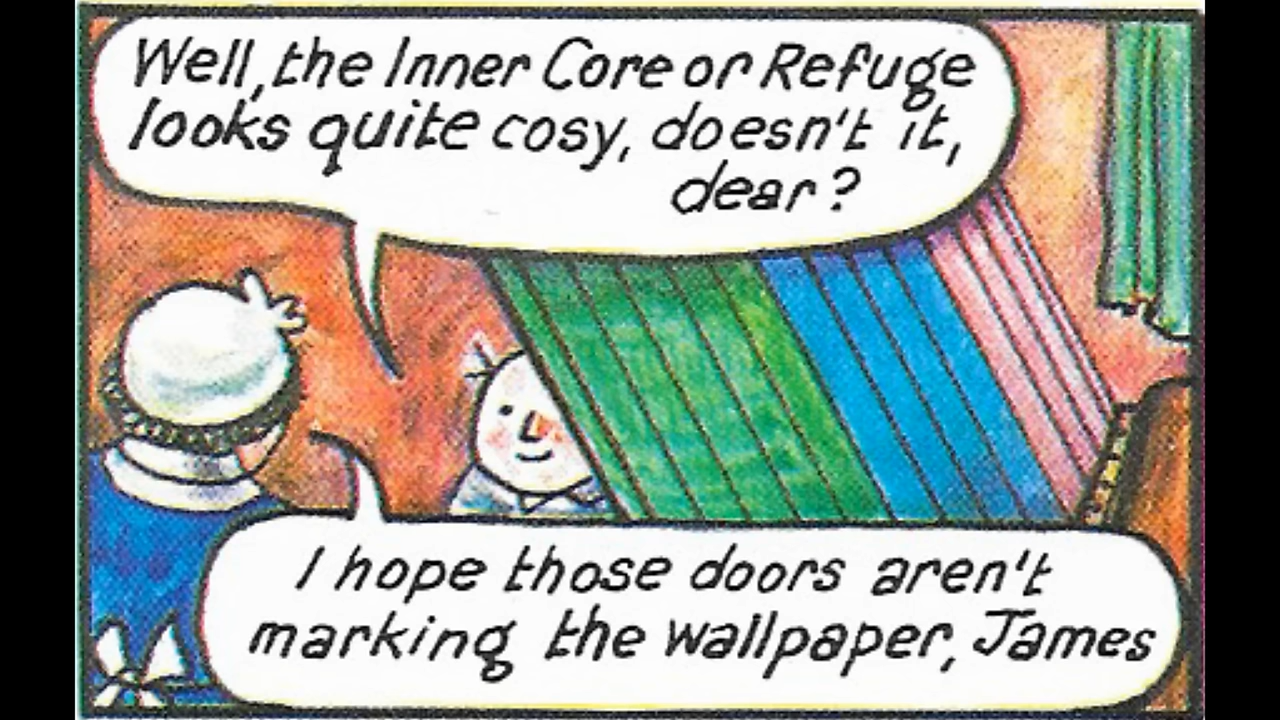 Well, the Inner Core or Refuge
looks quite cosy, doesn't it,
dear?
I hope those doors aren't
marking the wallpaper, James